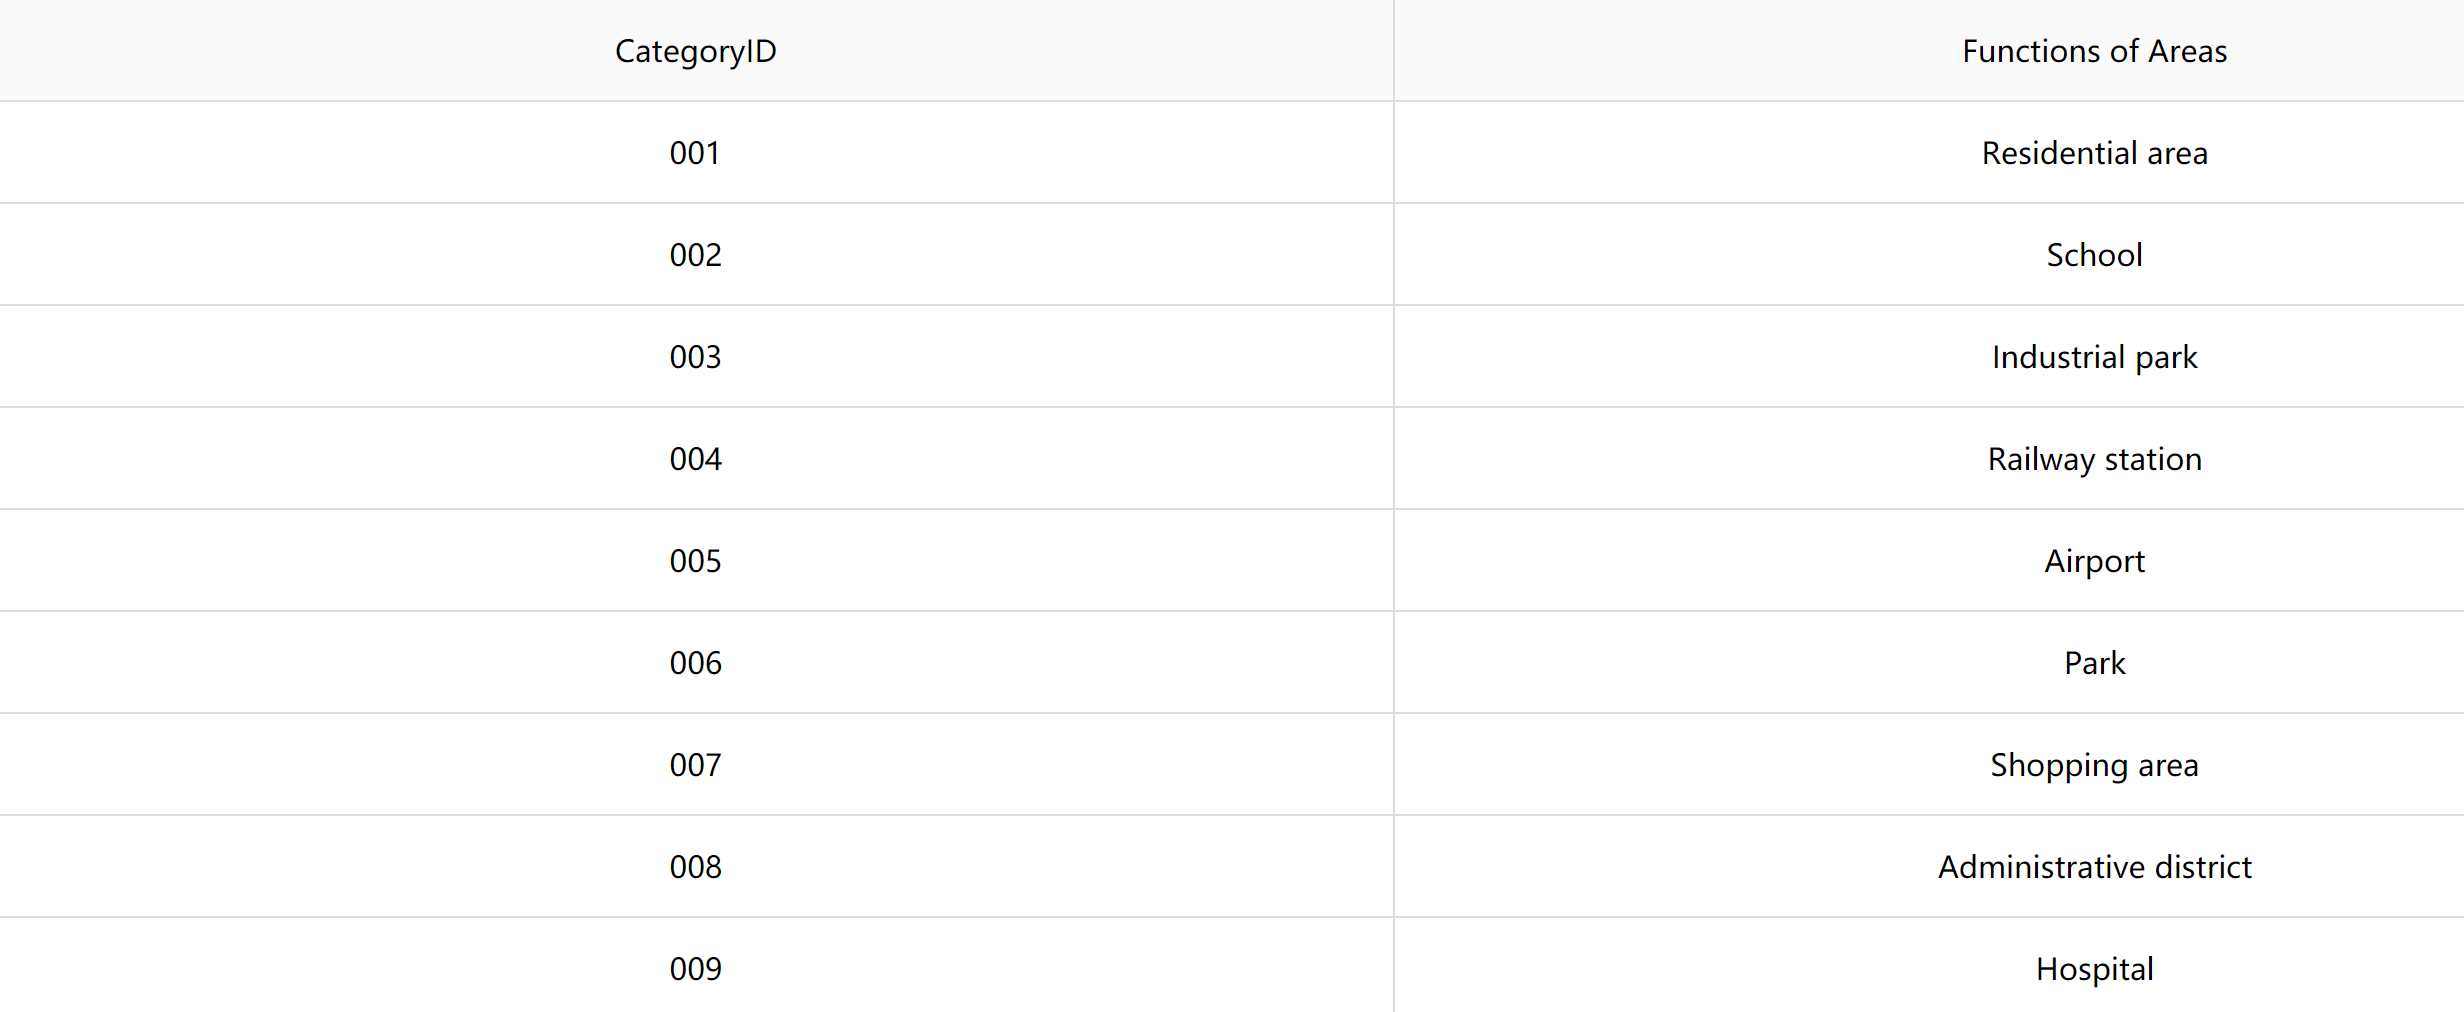 CategoryID Functions of Areas
001 Residential area
002 School
003 Industrial park
004 Railway station
005 Airport
006 Park
007 Shopping area
008 Administrative district
009 Hospital